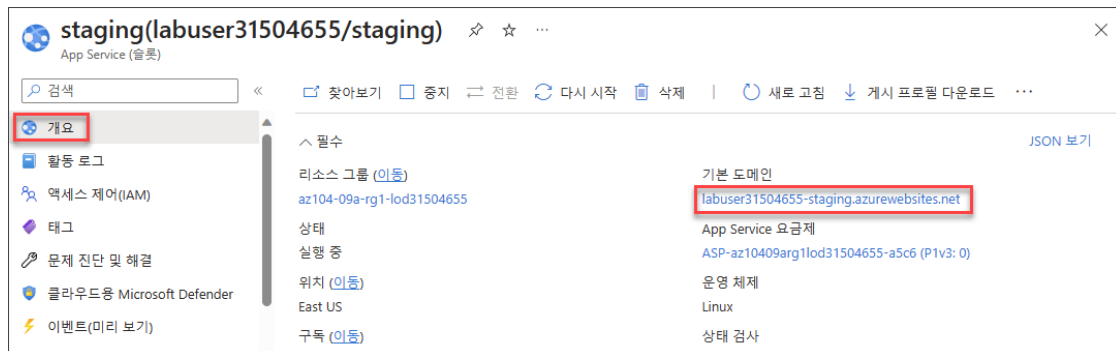 staging(labuser31504655/staging)
App Service (슬롯)
검색
찾아보기 중지 전환 다시 시작 삭제 새로 고침 게시 프로필 다운로드
개요
활동 로그
액세스 제어(IAM)
태그
문제 진단 및 해결
클라우드용 Microsoft Defender
이벤트(미리 보기)
필수
JSON 보기
리소스 그룹 (이동)
az104-09a-rg1-lod31504655
상태
실행 중
위치 (이동)
East US
구독 (이동)
기본 도메인
labuser31504655-staging.azurewebsites.net
App Service 요금제
ASP-az10409arg1lod31504655-a5c6 (P1v3: 0)
운영 체제
Linux
상태 검사